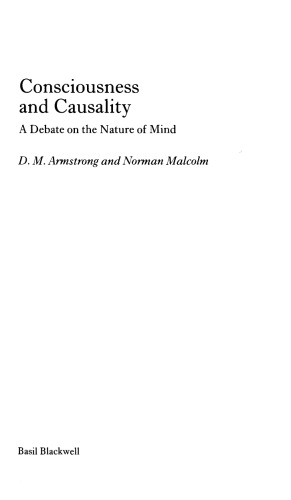 Consciousness
and Causality
A Debate on the Nature of Mind
D. M. Armstrong and Norman Malcolm
Basil Blackwell